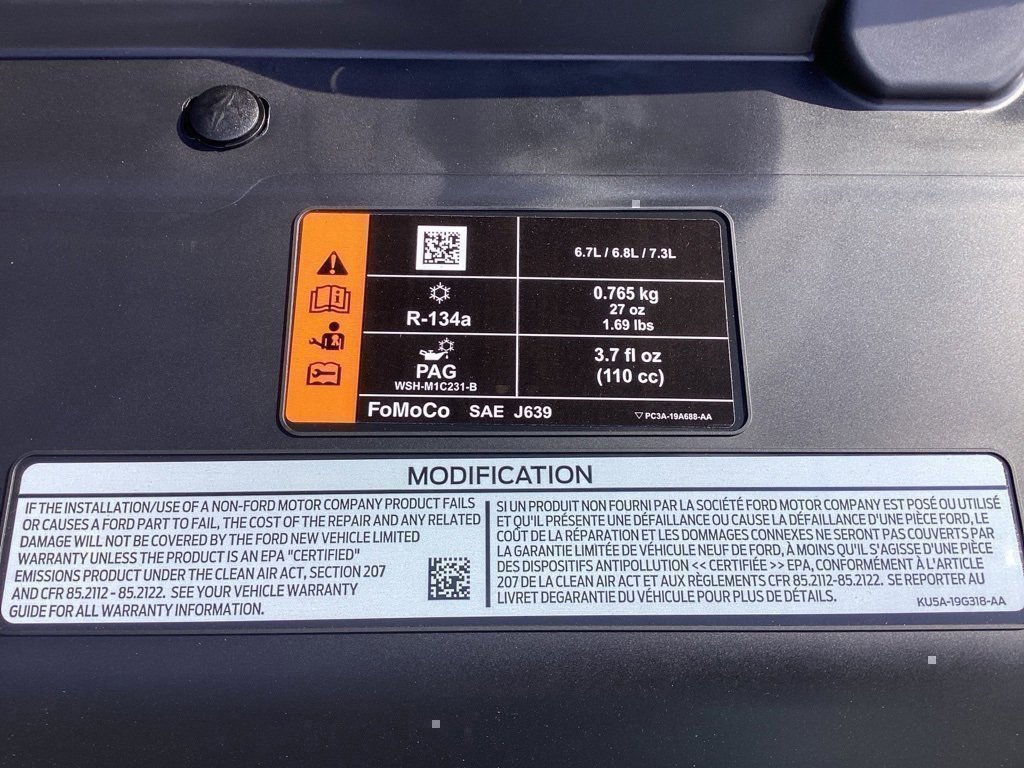 6.7L / 6.8L / 7.3L
R-134a
0.765 kg
27 oz
1.69 lbs
PAG
WSH-M1C231-B
3.7 fl oz
(110 cc)
FoMoCo SAE J639
PC3A-19A688-AA
MODIFICATION
IF THE INSTALLATION/USE OF A NON-FORD MOTOR COMPANY PRODUCT FAILS
OR CAUSES A FORD PART TO FAIL, THE COST OF THE REPAIR AND ANY RELATED
DAMAGE WILL NOT BE COVERED BY THE FORD NEW VEHICLE LIMITED
WARRANTY UNLESS THE PRODUCT IS AN EPA "CERTIFIED"
EMISSIONS PRODUCT UNDER THE CLEAN AIR ACT, SECTION 207
AND CFR 85.2112 - 85.2122. SEE YOUR VEHICLE WARRANTY
GUIDE FOR ALL WARRANTY INFORMATION.
SI UN PRODUIT NON FOURNI PAR LA SOCIÉTÉ FORD MOTOR COMPANY EST POSÉ OU UTILISÉ
ET QU'IL PRÉSENTE UNE DÉFAILLANCE OU CAUSE LA DÉFAILLANCE D'UNE PIÈCE FORD, LE
COÛT DE LA RÉPARATION ET LES DOMMAGES CONNEXES NE SERONT PAS COUVERTS PAR
LA GARANTIE LIMITÉE DE VÉHICULE NEUF DE FORD, À MOINS QU'IL S'AGISSE D'UNE PIÈCE
DES DISPOSITIFS ANTIPOLLUTION << CERTIFIÉE >> EPA, CONFORMÉMENT À L'ARTICLE
207 DE LA CLEAN AIR ACT ET AUX RÈGLEMENTS CFR 85.2112-85.2122. SE REPORTER AU
LIVRET DEGARANTIE DU VÉHICULE POUR PLUS DE DÉTAILS.
KU5A-19G318-AA